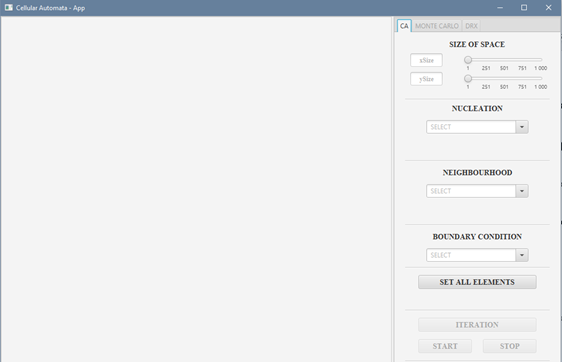 Cellular Automata - App
CA MONTE CARLO DRX
SIZE OF SPACE
xSize
1 251 501 751 1 000
ySize
1 251 501 751 1 000
NUCLEATION
SELECT
NEIGHBOURHOOD
SELECT
BOUNDARY CONDITION
SELECT
SET ALL ELEMENTS
ITERATION
START STOP